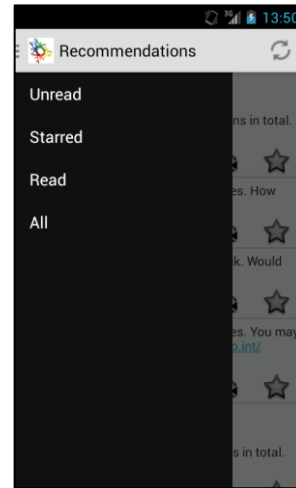 3G 13:50
Recommendations
Unread
ns in total.
Starred
es. How
Read
All
k. Would
es. You may
o.int/
s in total.